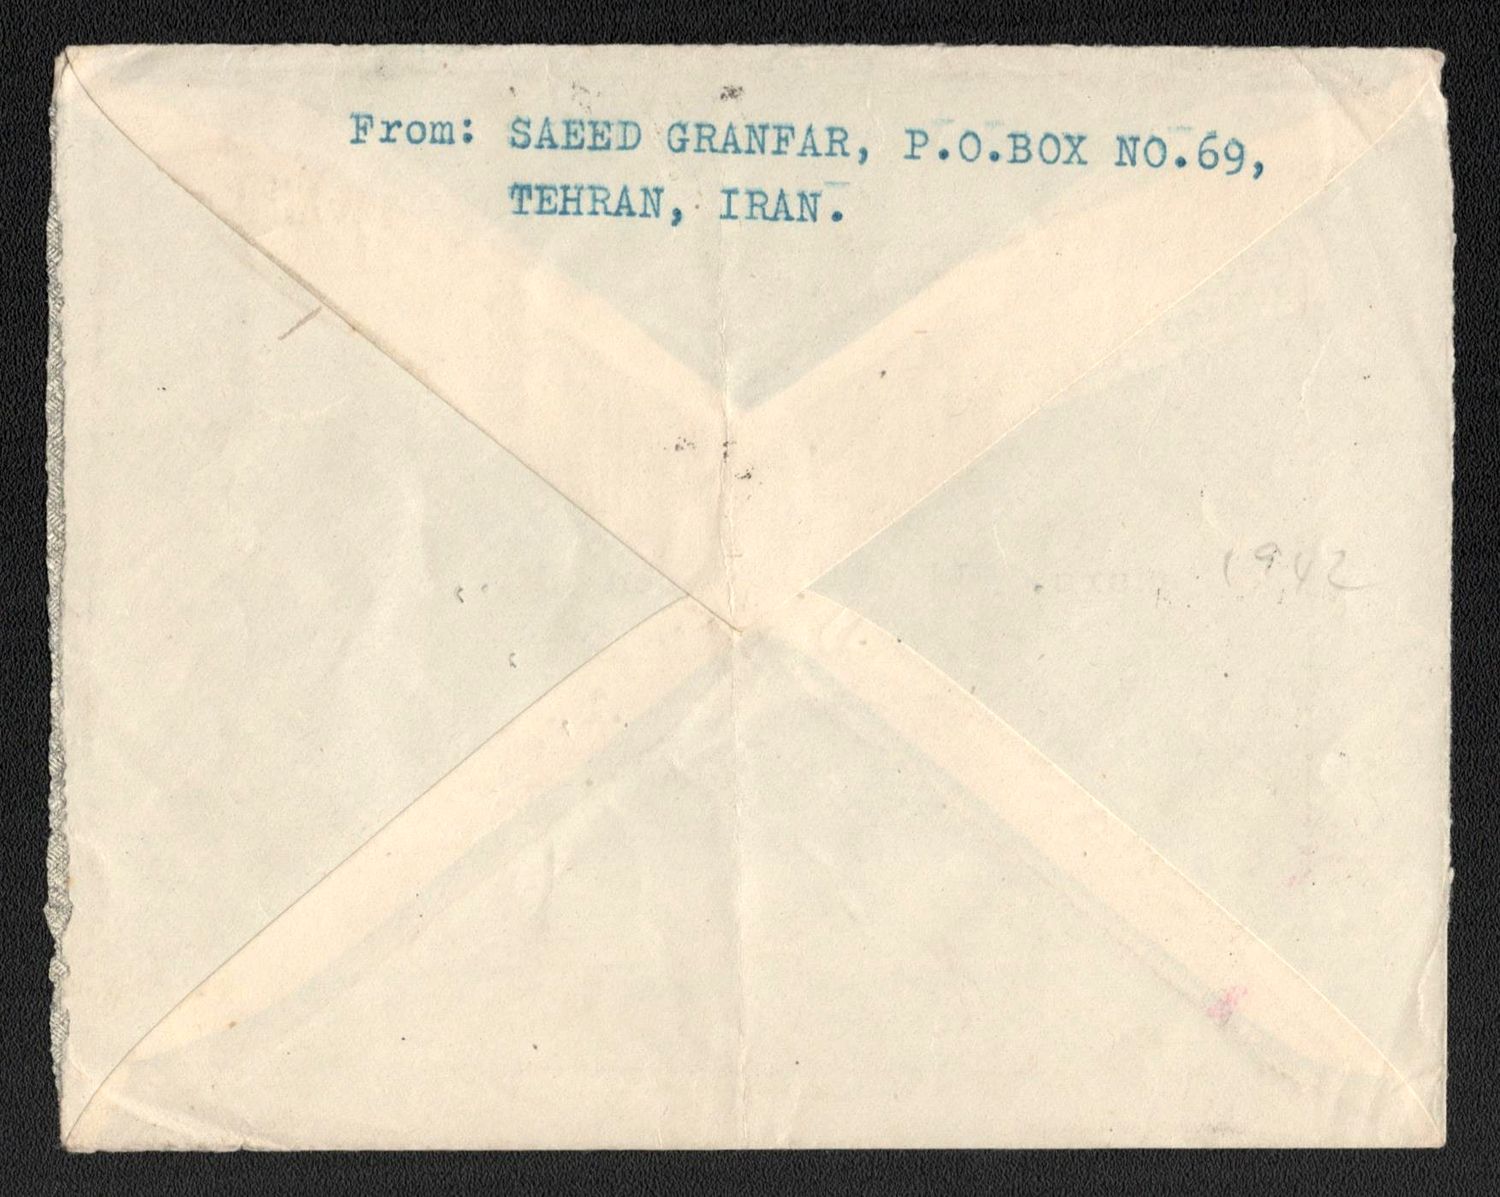 From: SAEED GRANFAR, P.O.BOX NO.69,
TEHRAN, IRAN.
1942